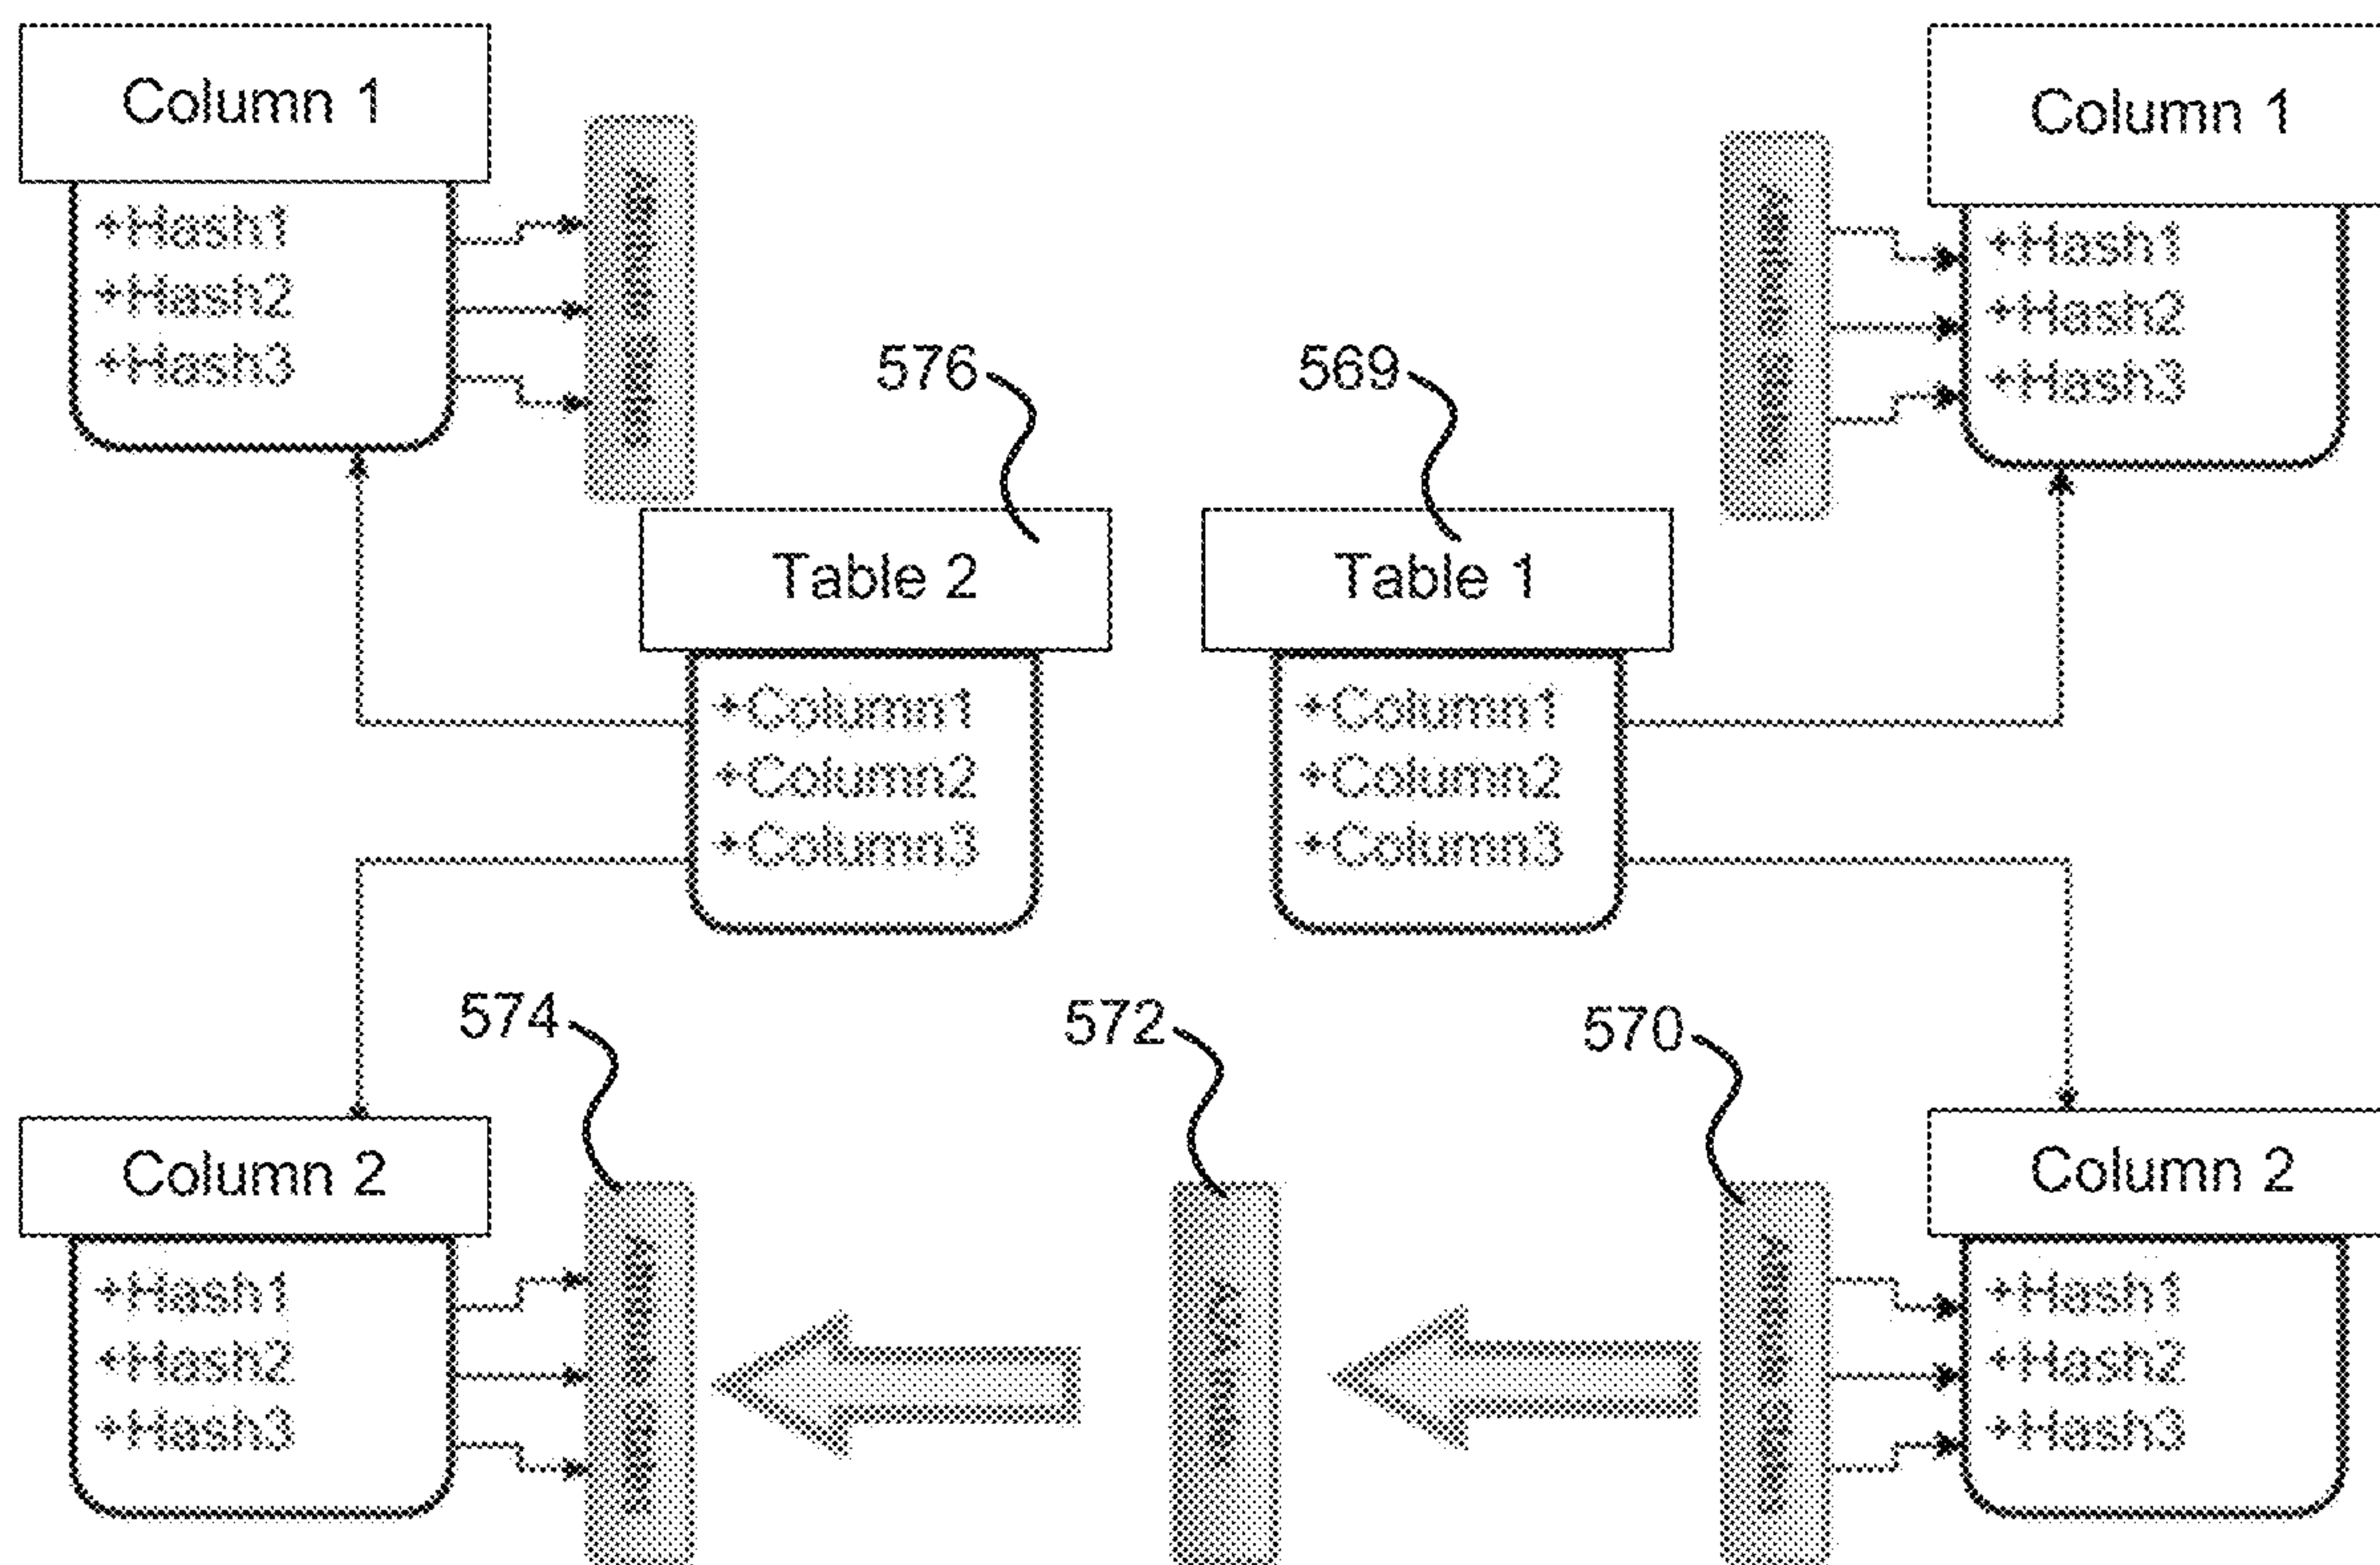 Column 1
+Hash1
+Hash2
+Hash3
Column 1
+Hash1
+Hash2
+Hash3
576
569
Table 2
+Column1
+Column2
+Column3
Table 1
+Column1
+Column2
+Column3
574
572
570
Column 2
+Hash1
+Hash2
+Hash3
Column 2
+Hash1
+Hash2
+Hash3